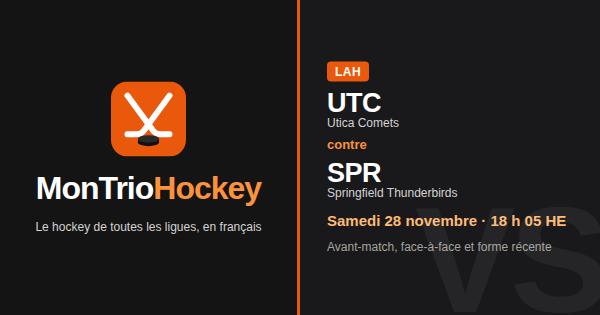 MonTrioHockey
Le hockey de toutes les ligues, en français
LAH
UTC
Utica Comets
contre
SPR
Springfield Thunderbirds
Samedi 28 novembre · 18 h 05 HE
Avant-match, face-à-face et forme récente
VS